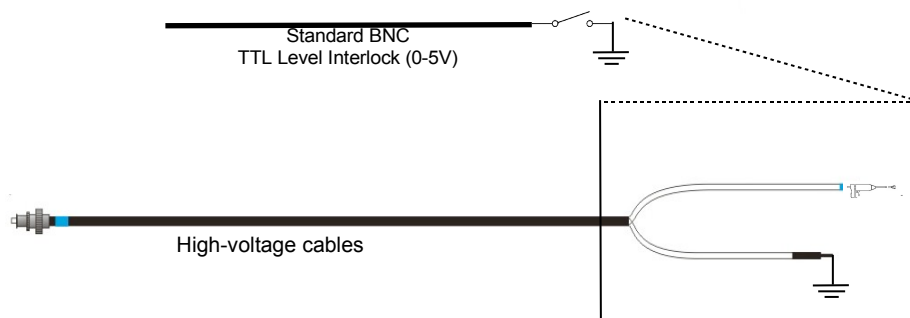 Standard BNC
TTL Level Interlock (0-5V)
High-voltage cables